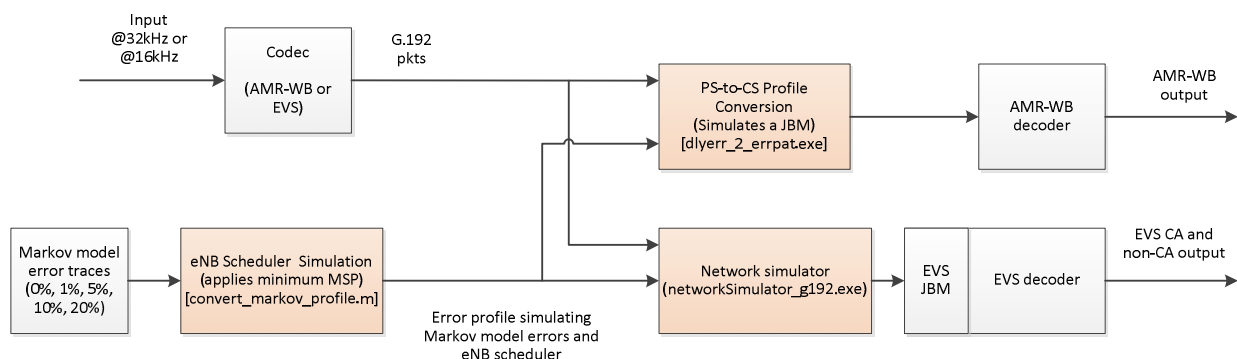 Input
@32kHz or
@16kHz
Codec
(AMR-WB or
EVS)
G.192
pkts
PS-to-CS Profile
Conversion
(Simulates a JBM)
[dlyerr_2_errpat.exe]
AMR-WB
decoder
AMR-WB
output
Markov model
error traces
(0%, 1%, 5%,
10%, 20%)
eNB Scheduler Simulation
(applies minimum MSP)
[convert_markov_profile.m]
Error profile simulating
Markov model errors and
eNB scheduler
Network simulator
(networkSimulator_g192.exe)
EVS
JBM
EVS decoder
EVS CA and
non-CA output